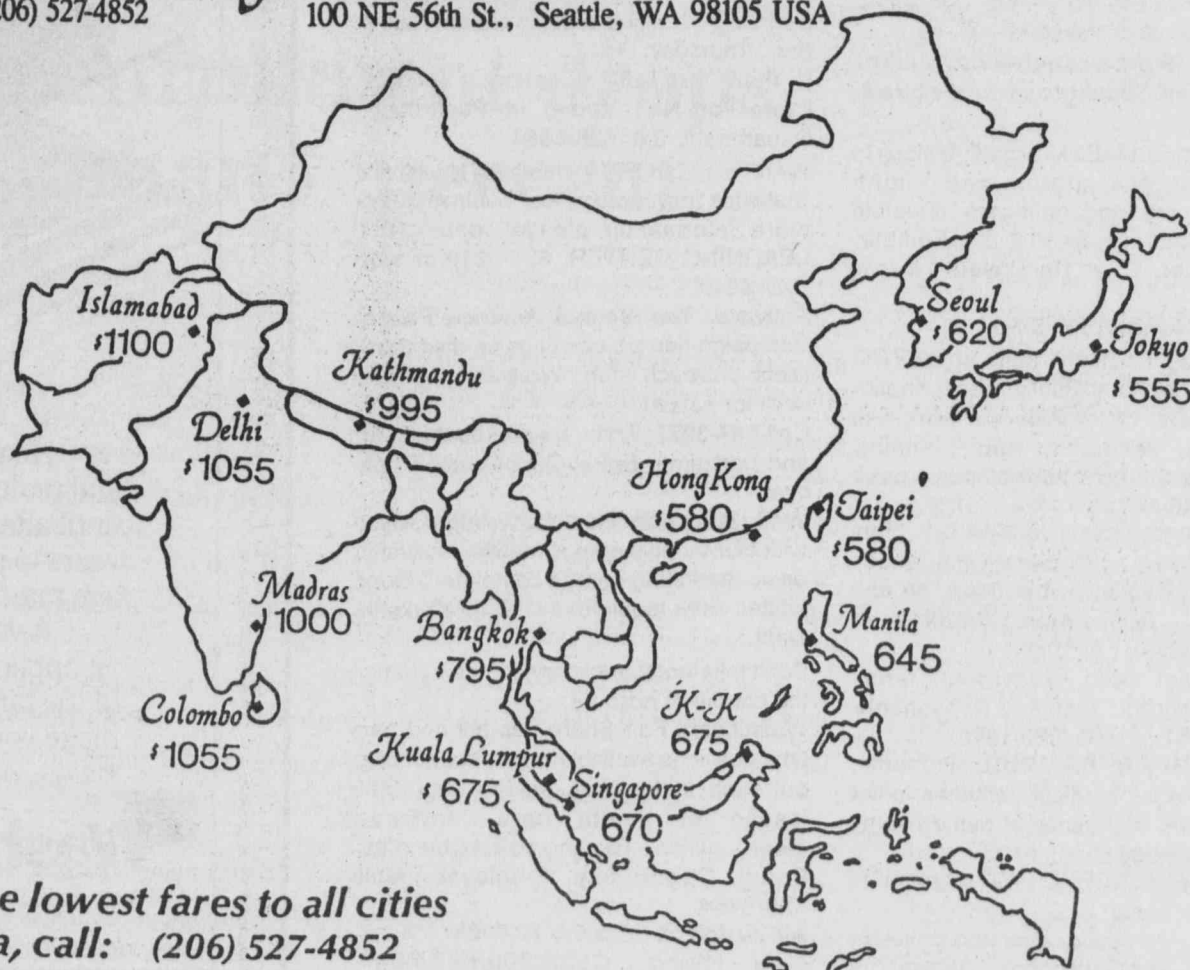 206) 527-4852
100 NE 56th St., Seattle, WA 98105 USA
Islamabad
$1100
Kathmandu
$995
Delhi
$1055
Seoul
$620
Tokyo
$555
Hong Kong
$580
Taipei
$580
Madras
1000
Bangkok
$795
Manila
645
Colombo
$1055
K-K
675
Kuala Lumpur
$675
Singapore
670
e lowest fares to all cities
a, call: (206) 527-4852